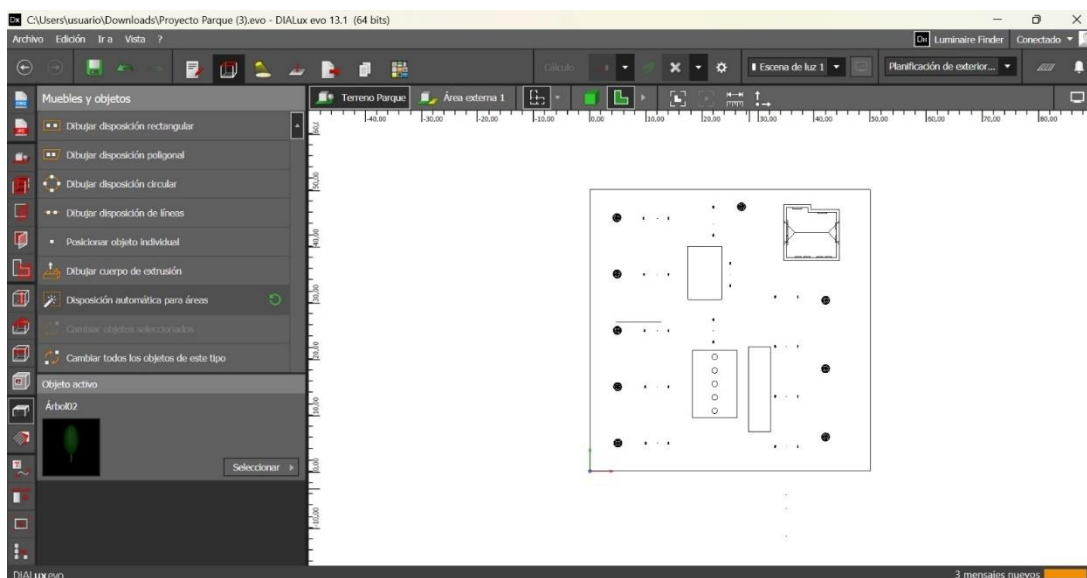 Dx C:\Users\usuario\Downloads\Proyecto Parque (3).evo - DIALux evo 13.1 (64 bits)
Archivo Edición Ir a Vista ?
Dx Luminaire Finder Conectado
Cálculo
Escena de luz 1
Planificación de exterior...
Muebles y objetos
Terreno Parque
Área externa 1
Dibujar disposición rectangular
Dibujar disposición poligonal
Dibujar disposición circular
Dibujar disposición de líneas
Posicionar objeto individual
Dibujar cuerpo de extrusión
Disposición automática para áreas
Cambiar objetos seleccionados
Cambiar todos los objetos de este tipo
Objeto activo
Árbol02
Seleccionar
-40,00 -30,00 -20,00 -10,00 0,00 10,00 20,00 30,00 40,00 50,00 60,00 70,00 80,00
50,00
40,00
30,00
20,00
10,00
0,00
-10,00
DIALux evo
3 mensajes nuevos